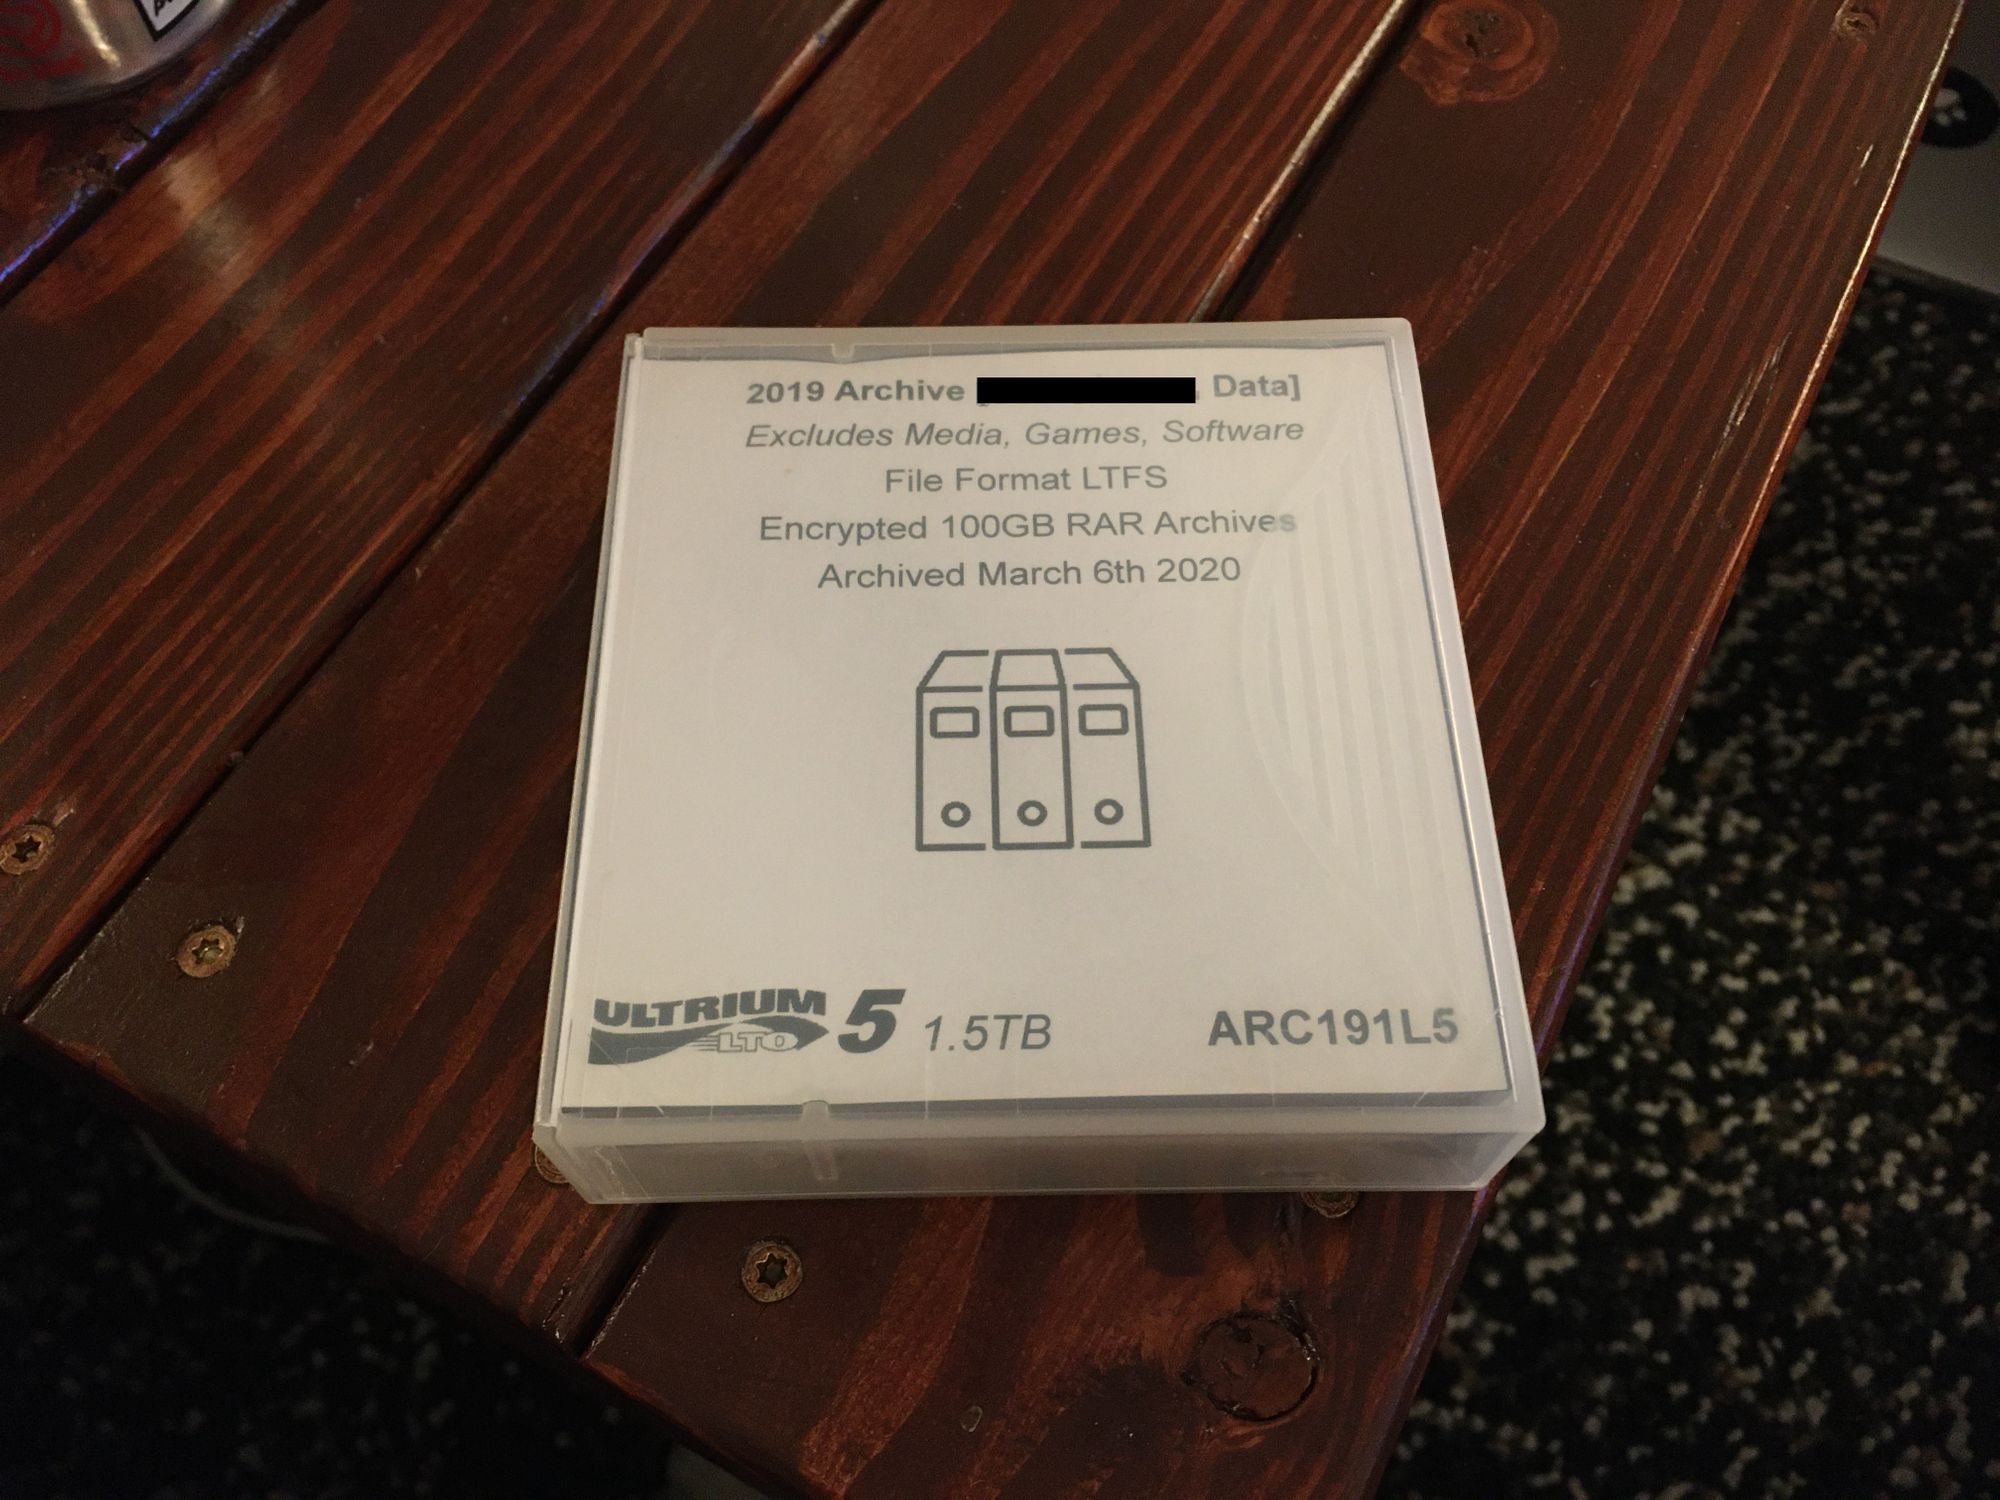 2019 Archive [ Data]
Excludes Media, Games, Software
File Format LTFS
Encrypted 100GB RAR Archives
Archived March 6th 2020
ULTRIUM LTO 5 1.5TB ARC191L5